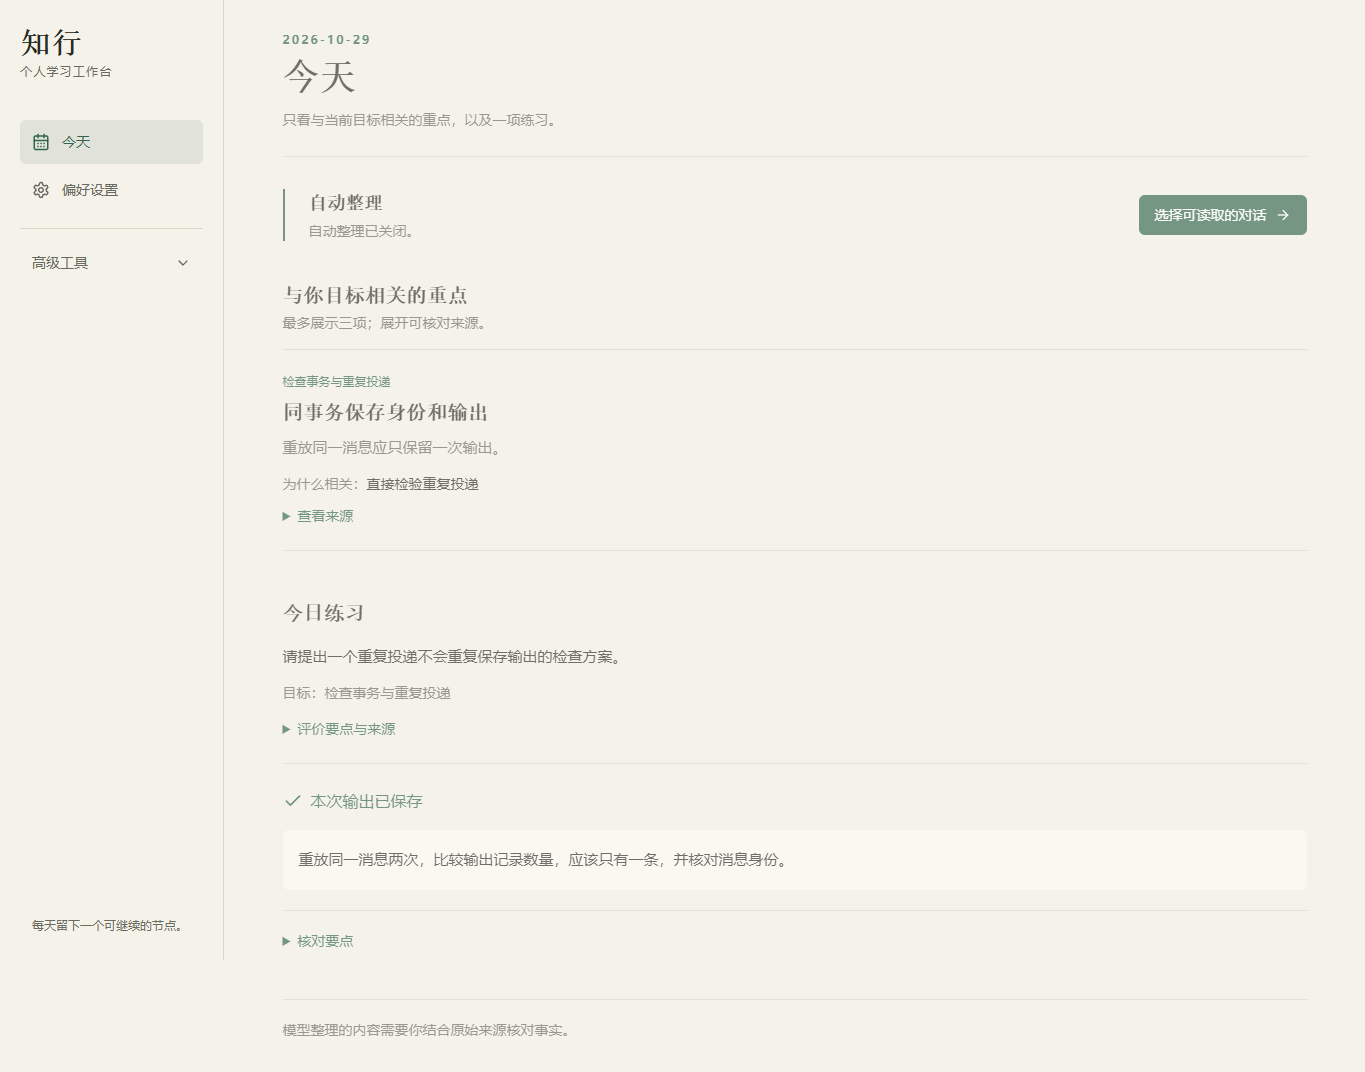 知行
个人学习工作台
今天
偏好设置
高级工具
每天留下一个可继续的节点。
2026-10-29
今天
只看与当前目标相关的重点，以及一项练习。
自动整理
自动整理已关闭。
选择可读取的对话 →
与你目标相关的重点
最多展示三项；展开可核对来源。
检查事务与重复投递
同事务保存身份和输出
重放同一消息应只保留一次输出。
为什么相关：直接检验重复投递
查看来源
今日练习
请提出一个重复投递不会重复保存输出的检查方案。
目标：检查事务与重复投递
评价要点与来源
本次输出已保存
重放同一消息两次，比较输出记录数量，应该只有一条，并核对消息身份。
核对要点
模型整理的内容需要你结合原始来源核对事实。